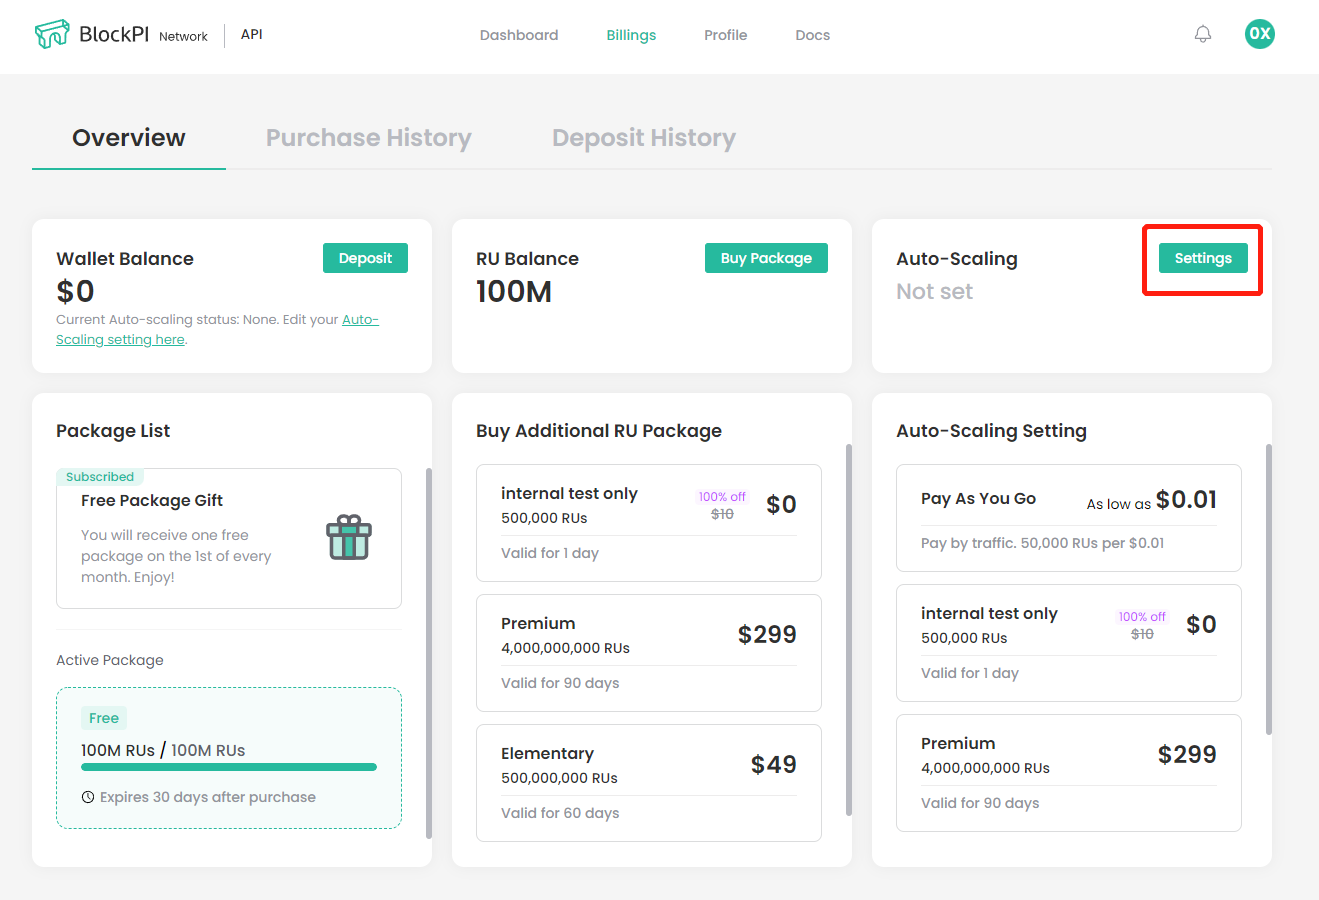 BlockPI Network API
Dashboard
Billings
Profile
Docs
0X
Overview
Purchase History
Deposit History
Wallet Balance
Deposit
$0
Current Auto-scaling status: None. Edit your Auto-
Scaling setting here.
RU Balance
Buy Package
100M
Auto-Scaling
Settings
Not set
Package List
Subscribed
Free Package Gift
You will receive one free
package on the 1st of every
month. Enjoy!
Active Package
Free
100M RUs / 100M RUs
Expires 30 days after purchase
Buy Additional RU Package
internal test only
500,000 RUs
100% off
$10
$0
Valid for 1 day
Premium
4,000,000,000 RUs
$299
Valid for 90 days
Elementary
500,000,000 RUs
$49
Valid for 60 days
Auto-Scaling Setting
Pay As You Go
As low as $0.01
Pay by traffic. 50,000 RUs per $0.01
internal test only
500,000 RUs
100% off
$10
$0
Valid for 1 day
Premium
4,000,000,000 RUs
$299
Valid for 90 days